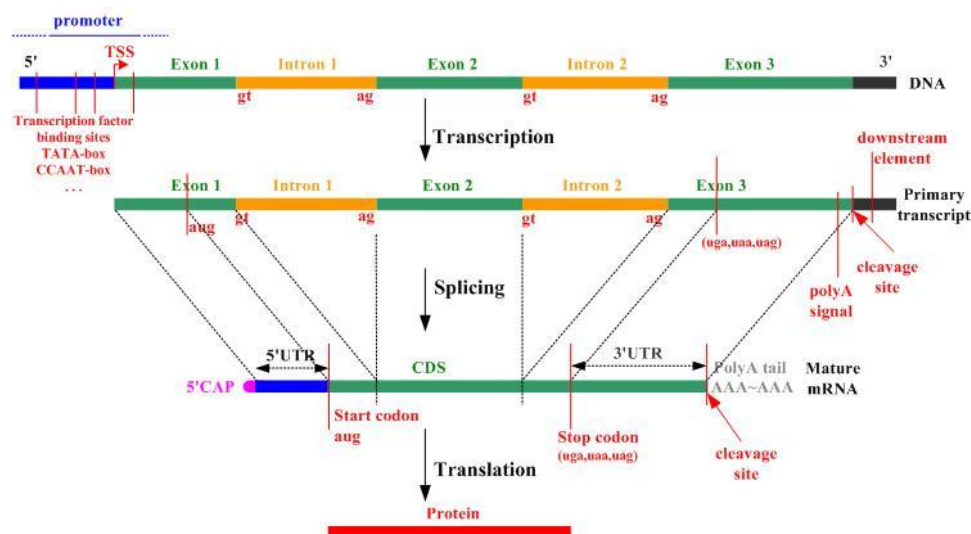 promoter
5'
TSS
Exon 1
Intron 1
Exon 2
Intron 2
Exon 3
3'
DNA
gt
ag
gt
ag
Transcription factor
binding sites
TATA-box
CCAAT-box
...
Transcription
downstream
element
Exon 1
Intron 1
Exon 2
Intron 2
Exon 3
Primary
transcript
aug
gt
ag
gt
ag
(uga,uaa,uag)
cleavage
site
polyA
signal
Splicing
5'UTR
CDS
3'UTR
PolyA tail
AAA~AAA
Mature
mRNA
5'CAP
Start codon
aug
Stop codon
(uga,uaa,uag)
cleavage
site
Translation
Protein